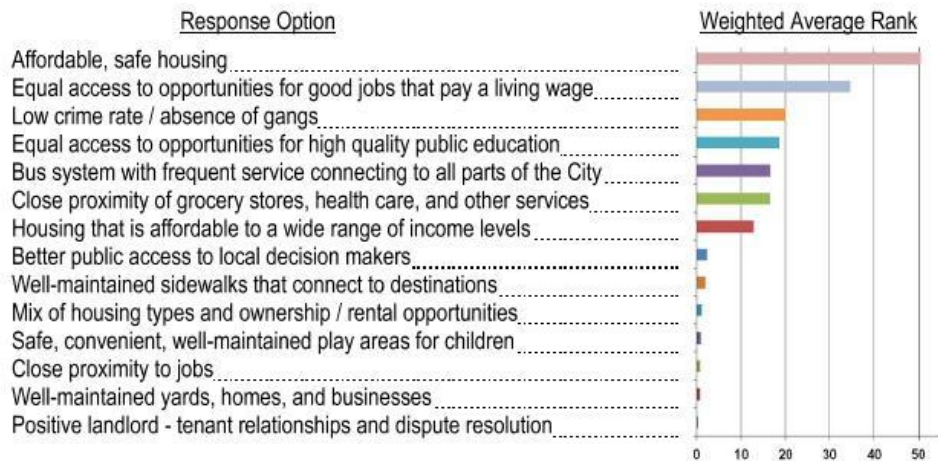 Response Option
Weighted Average Rank
Affordable, safe housing
Equal access to opportunities for good jobs that pay a living wage
Low crime rate / absence of gangs
Equal access to opportunities for high quality public education
Bus system with frequent service connecting to all parts of the City
Close proximity of grocery stores, health care, and other services
Housing that is affordable to a wide range of income levels
Better public access to local decision makers
Well-maintained sidewalks that connect to destinations
Mix of housing types and ownership / rental opportunities
Safe, convenient, well-maintained play areas for children
Close proximity to jobs
Well-maintained yards, homes, and businesses
Positive landlord - tenant relationships and dispute resolution
0 10 20 30 40 50